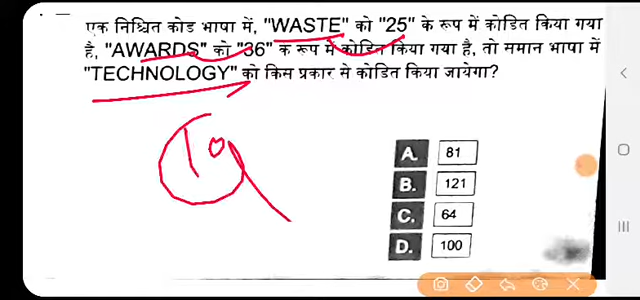 एक निश्चित कोड भाषा में, "WASTE" को "25" के रूप में कोडित किया गया
है, "AWARDS" को "36" के रूप में कोडित किया गया है, तो समान भाषा में
"TECHNOLOGY" को किस प्रकार से कोडित किया जायेगा?
10
A. 81
B. 121
C. 64
D. 100